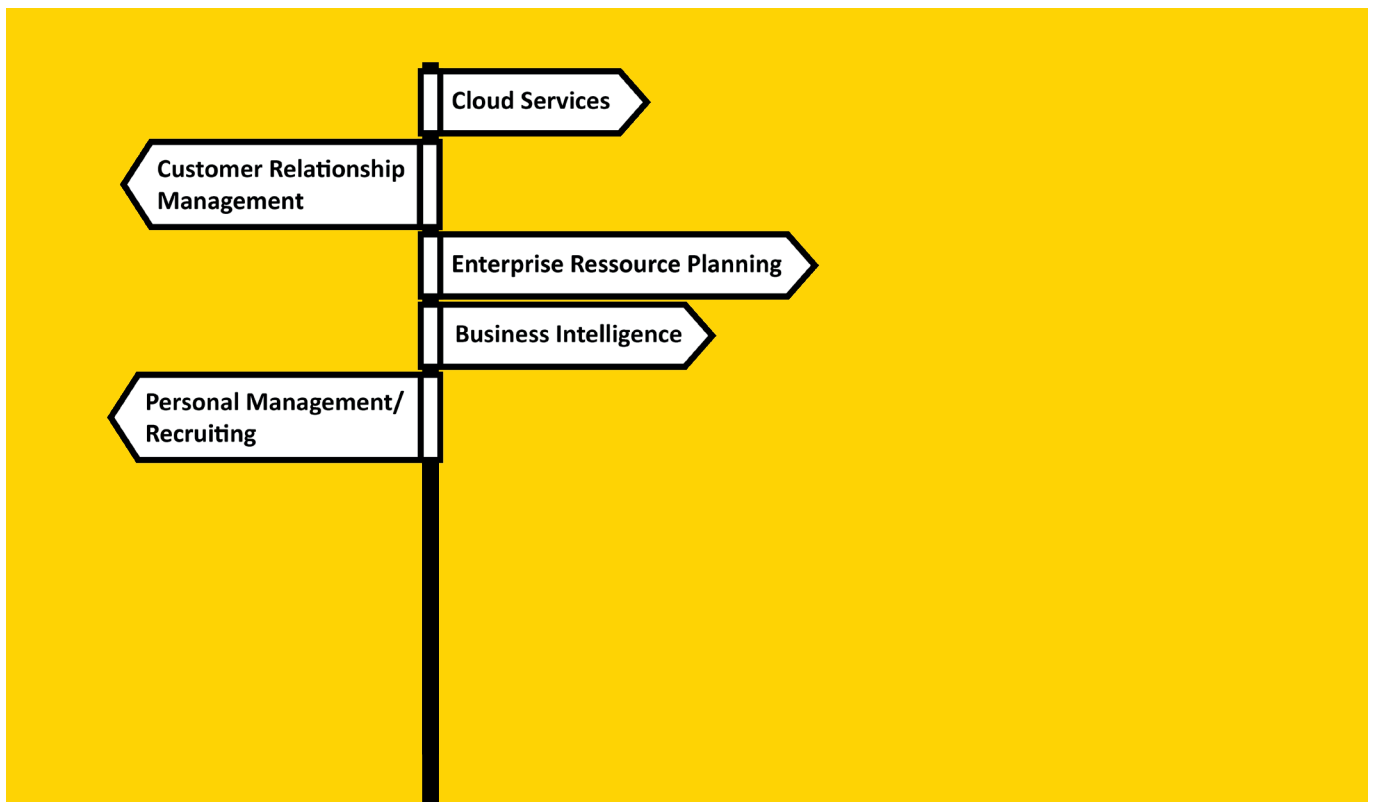 Cloud Services
Customer Relationship
Management
Enterprise Ressource Planning
Business Intelligence
Personal Management/
Recruiting